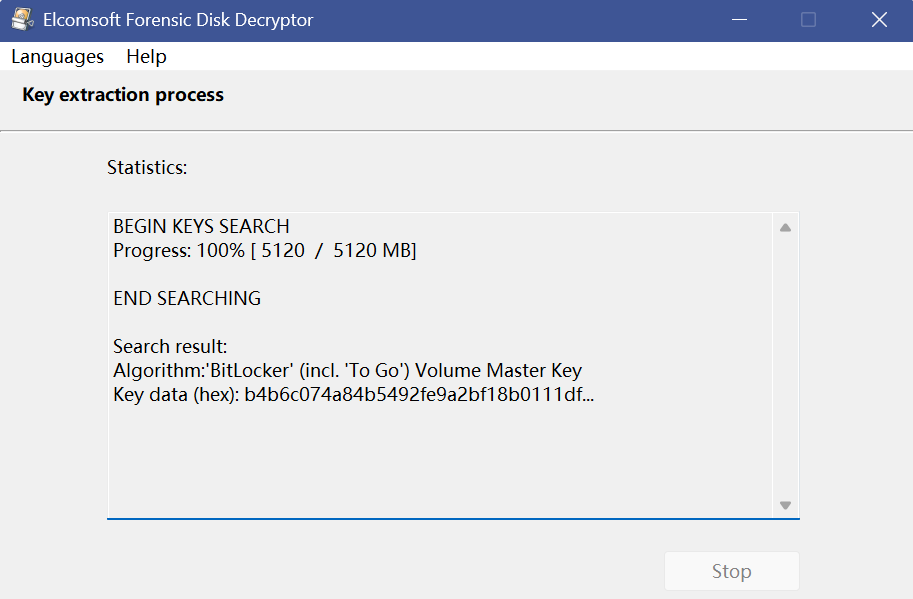 Elcomsoft Forensic Disk Decryptor
Languages Help
Key extraction process
Statistics:
BEGIN KEYS SEARCH
Progress: 100% [ 5120 / 5120 MB]
END SEARCHING
Search result:
Algorithm:'BitLocker' (incl. 'To Go') Volume Master Key
Key data (hex): b4b6c074a84b5492fe9a2bf18b0111df...
Stop